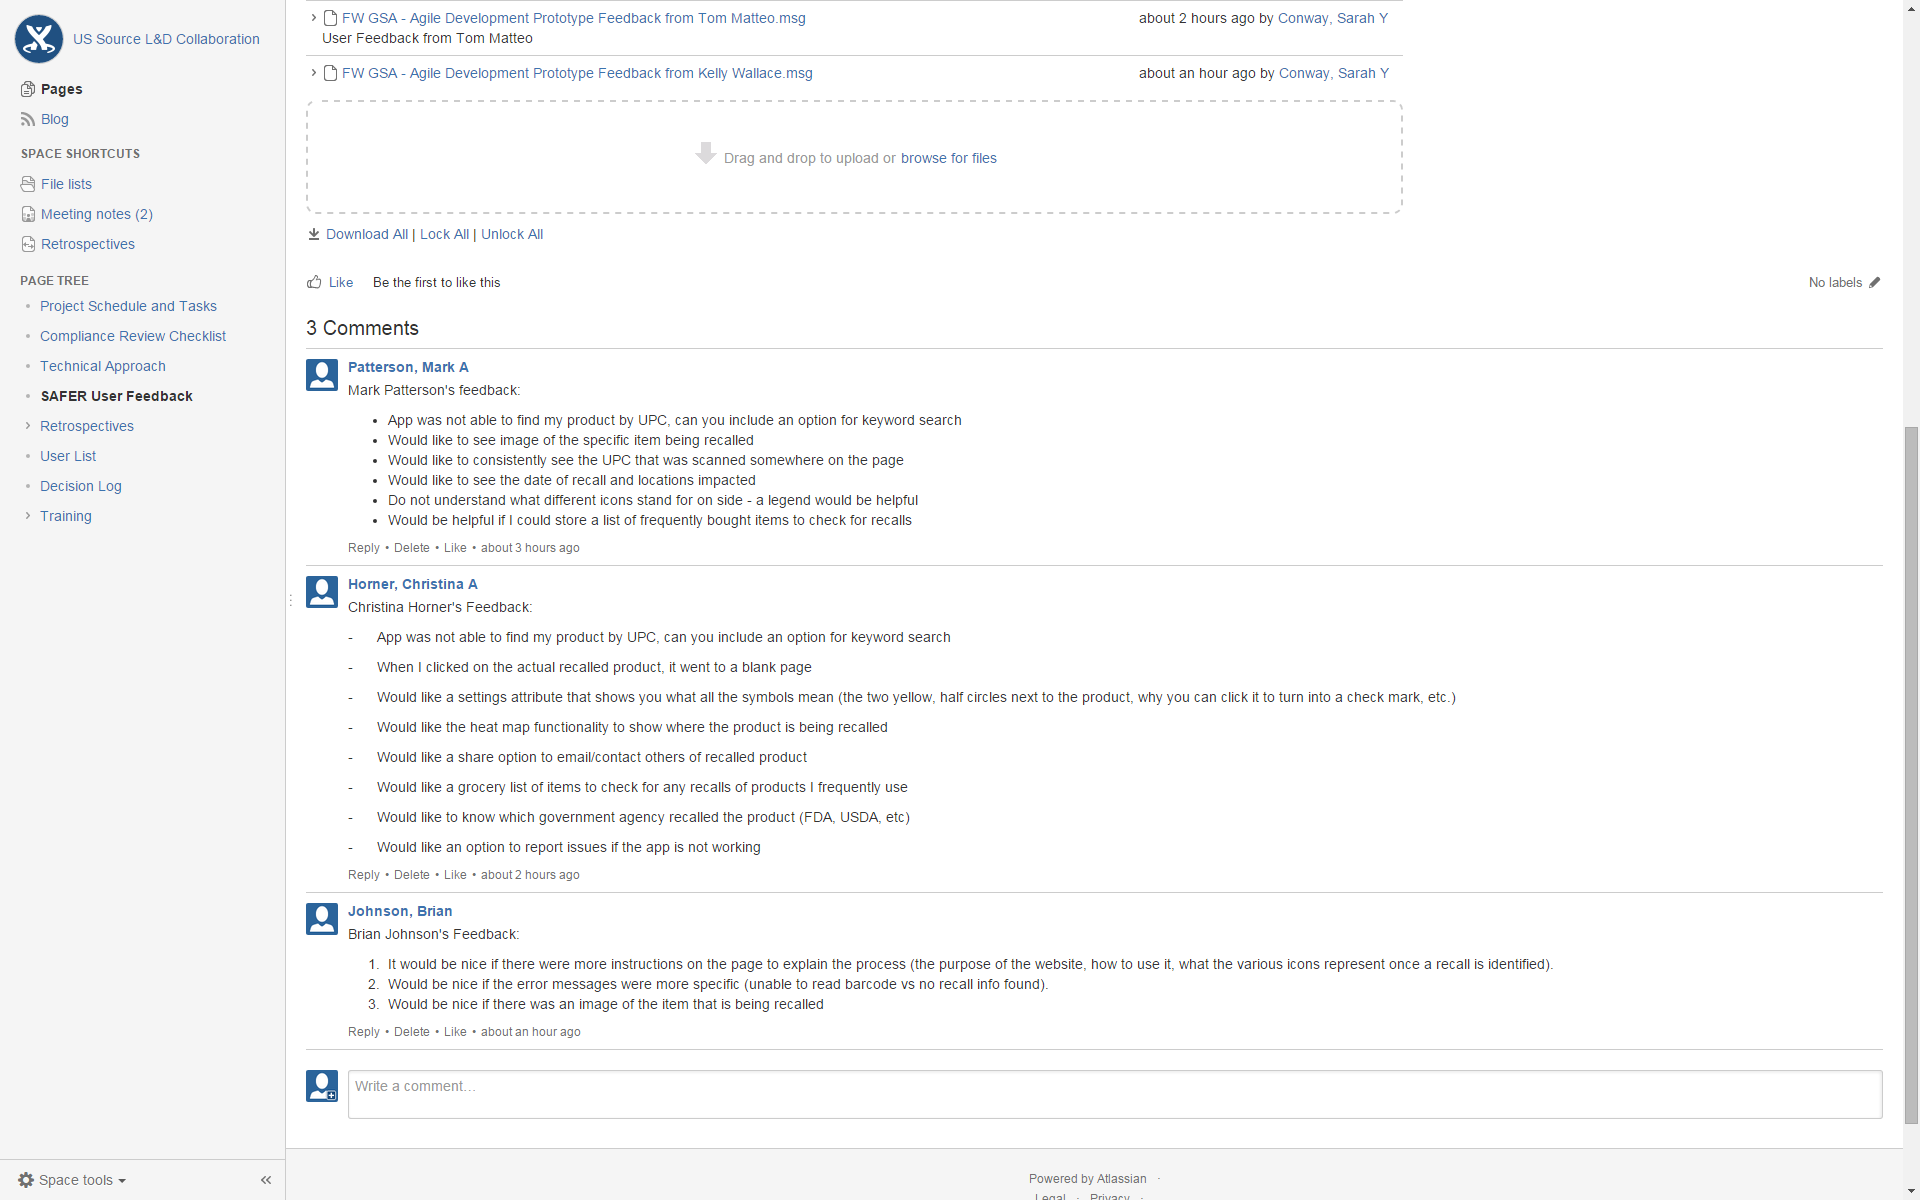 US Source L&D Collaboration
Pages
Blog
SPACE SHORTCUTS
File lists
Meeting notes (2)
Retrospectives
PAGE TREE
Project Schedule and Tasks
Compliance Review Checklist
Technical Approach
SAFER User Feedback
Retrospectives
User List
Decision Log
Training
Space tools
FW GSA - Agile Development Prototype Feedback from Tom Matteo.msg about 2 hours ago by Conway, Sarah Y
User Feedback from Tom Matteo
FW GSA - Agile Development Prototype Feedback from Kelly Wallace.msg about an hour ago by Conway, Sarah Y
Drag and drop to upload or browse for files
Download All | Lock All | Unlock All
Like Be the first to like this No labels
3 Comments
Patterson, Mark A
Mark Patterson's feedback:
• App was not able to find my product by UPC, can you include an option for keyword search
• Would like to see image of the specific item being recalled
• Would like to consistently see the UPC that was scanned somewhere on the page
• Would like to see the date of recall and locations impacted
• Do not understand what different icons stand for on side - a legend would be helpful
• Would be helpful if I could store a list of frequently bought items to check for recalls
Reply • Delete • Like • about 3 hours ago
Horner, Christina A
Christina Horner's Feedback:
- App was not able to find my product by UPC, can you include an option for keyword search
- When I clicked on the actual recalled product, it went to a blank page
- Would like a settings attribute that shows you what all the symbols mean (the two yellow, half circles next to the product, why you can click it to turn into a check mark, etc.)
- Would like the heat map functionality to show where the product is being recalled
- Would like a share option to email/contact others of recalled product
- Would like a grocery list of items to check for any recalls of products I frequently use
- Would like to know which government agency recalled the product (FDA, USDA, etc)
- Would like an option to report issues if the app is not working
Reply • Delete • Like • about 2 hours ago
Johnson, Brian
Brian Johnson's Feedback:
1. It would be nice if there were more instructions on the page to explain the process (the purpose of the website, how to use it, what the various icons represent once a recall is identified).
2. Would be nice if the error messages were more specific (unable to read barcode vs no recall info found).
3. Would be nice if there was an image of the item that is being recalled
Reply • Delete • Like • about an hour ago
Write a comment...
Powered by Atlassian ·
Legal · Privacy ·